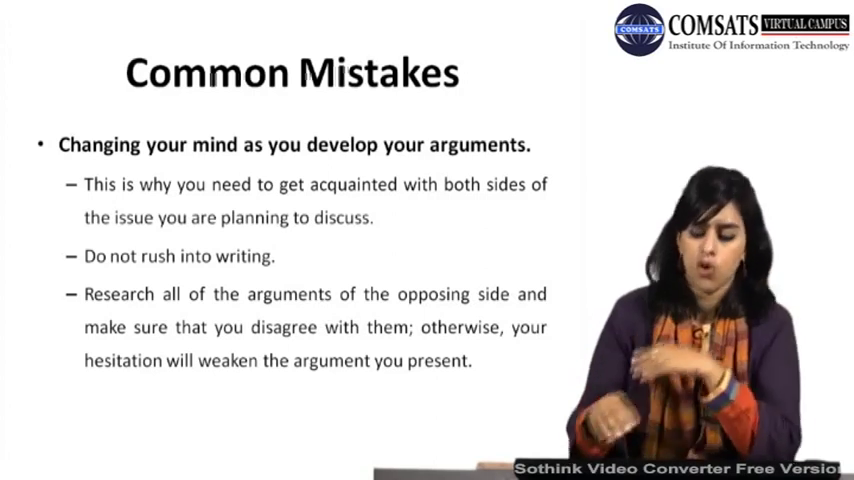 COMSATS VIRTUAL CAMPUS
COMSATS
Institute Of Information Technology
Common Mistakes
• Changing your mind as you develop your arguments.
– This is why you need to get acquainted with both sides of
the issue you are planning to discuss.
– Do not rush into writing.
– Research all of the arguments of the opposing side and
make sure that you disagree with them; otherwise, your
hesitation will weaken the argument you present.
Sothink Video Converter Free Version